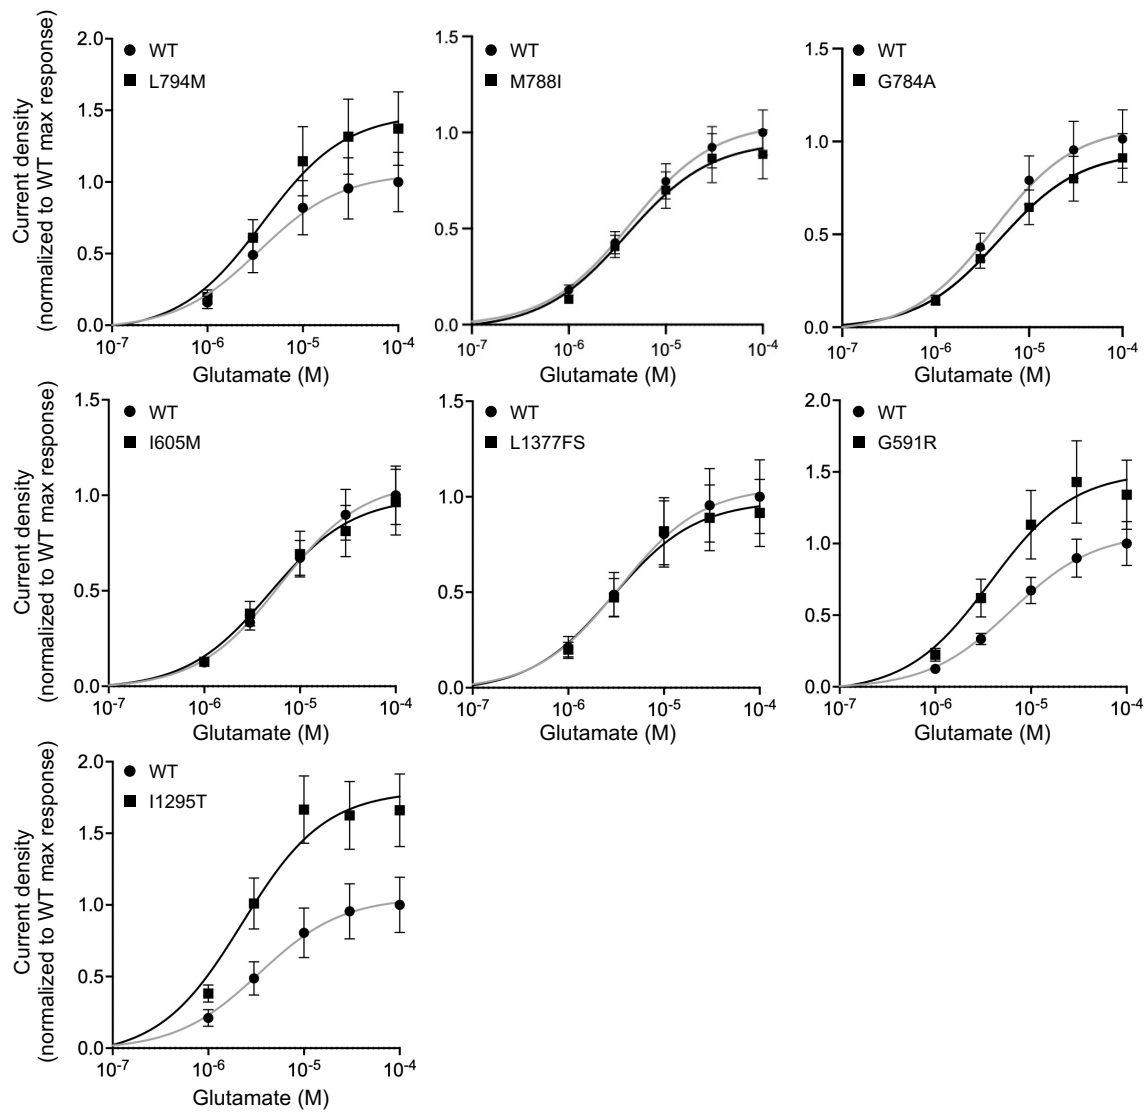 Current density
(normalized to WT max response)
2.0
1.5
1.0
0.5
0.0
WT
L794M
10-7
10-6
10-5
10-4
Glutamate (M)
1.5
1.0
0.5
0
WT
M788I
10-7
10-6
10-5
10-4
Glutamate (M)
1.5
1.0
0.5
0.0
WT
G784A
10-7
10-6
10-5
10-4
Glutamate (M)
Current density
(normalized to WT max response)
1.5
1.0
0.5
0.0
WT
I605M
10-7
10-6
10-5
10-4
Glutamate (M)
1.5
1.0
0.5
0.0
WT
L1377FS
10-7
10-6
10-5
10-4
Glutamate (M)
2.0
1.5
1.0
0.5
0.0
WT
G591R
10-7
10-6
10-5
10-4
Glutamate (M)
Current density
(normalized to WT max response)
2.0
1.5
1.0
0.5
0.0
WT
I1295T
10-7
10-6
10-5
10-4
Glutamate (M)